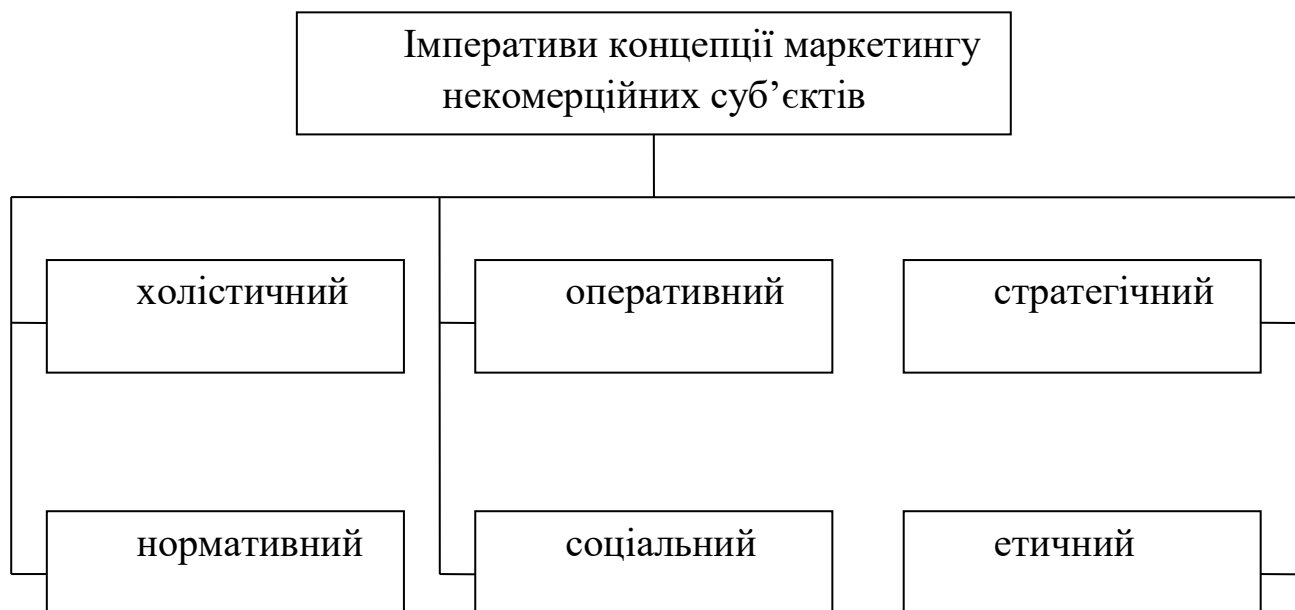 Імперативи концепції маркетингу
некомерційних суб’єктів
холістичний
оперативний
стратегічний
нормативний
соціальний
етичний